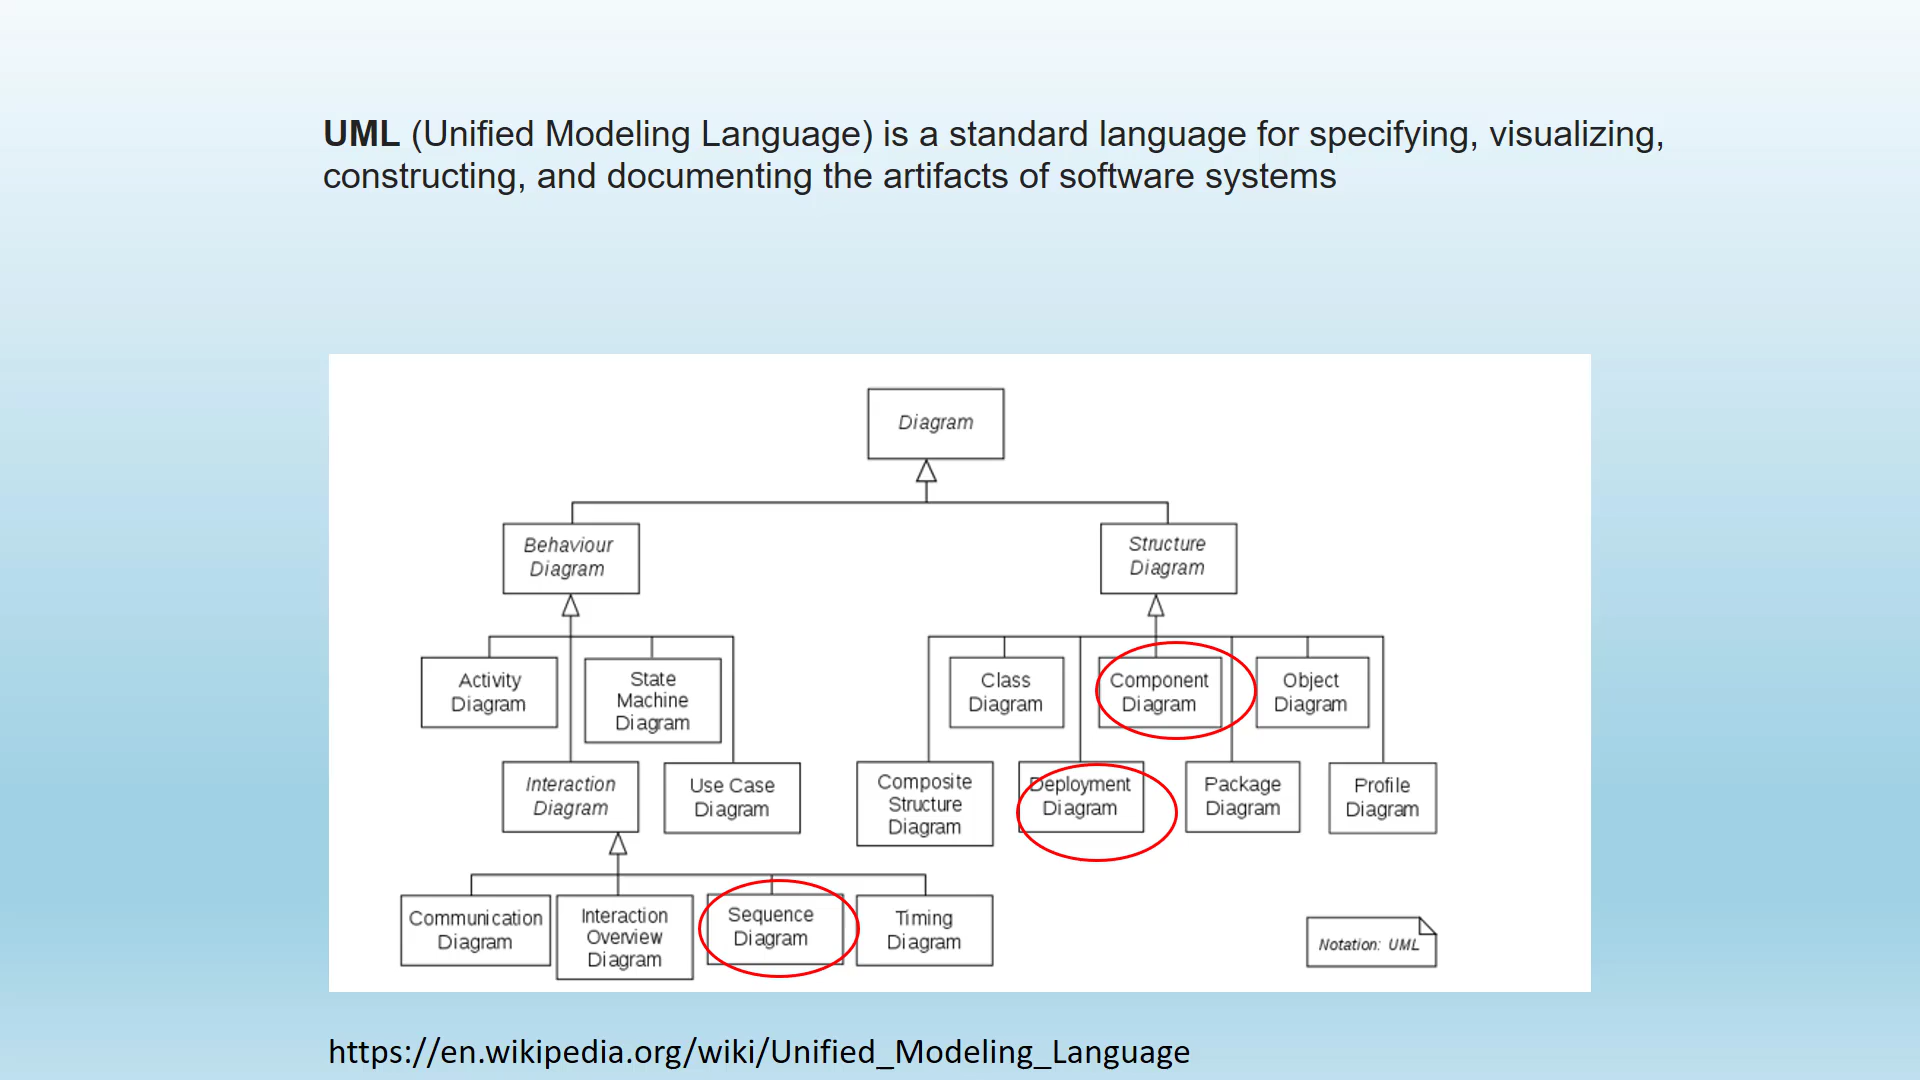 UML (Unified Modeling Language) is a standard language for specifying, visualizing,
constructing, and documenting the artifacts of software systems
Diagram
Behaviour
Diagram
Structure
Diagram
Activity
Diagram
State
Machine
Diagram
Class
Diagram
Component
Diagram
Object
Diagram
Interaction
Diagram
Use Case
Diagram
Composite
Structure
Diagram
Deployment
Diagram
Package
Diagram
Profile
Diagram
Communication
Diagram
Interaction
Overview
Diagram
Sequence
Diagram
Timing
Diagram
Notation: UML
https://en.wikipedia.org/wiki/Unified_Modeling_Language